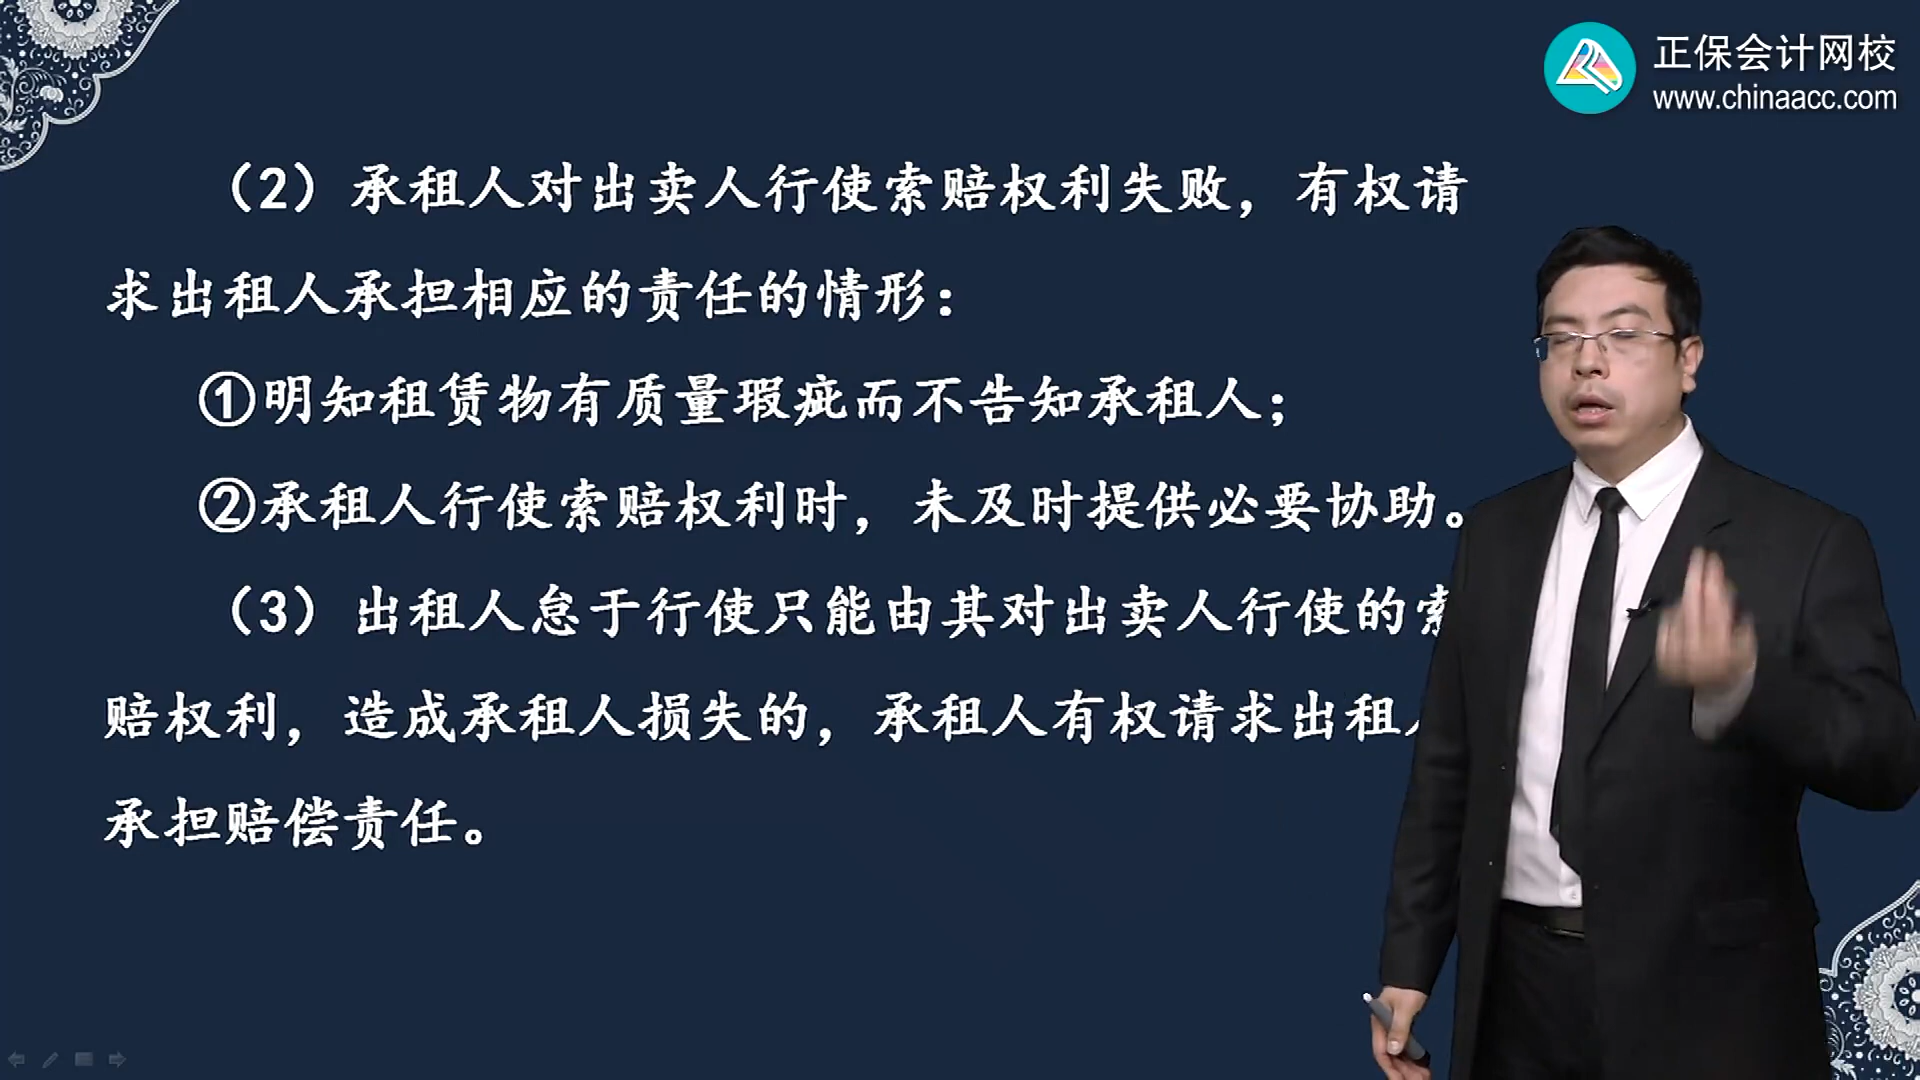 正保会计网校
www.chinaacc.com
（2）承租人对出卖人行使索赔权利失败，有权请
求出租人承担相应的责任的情形：
①明知租赁物有质量瑕疵而不告知承租人；
②承租人行使索赔权利时，未及时提供必要协助。
（3）出租人怠于行使只能由其对出卖人行使的索
赔权利，造成承租人损失的，承租人有权请求出租人
承担赔偿责任。